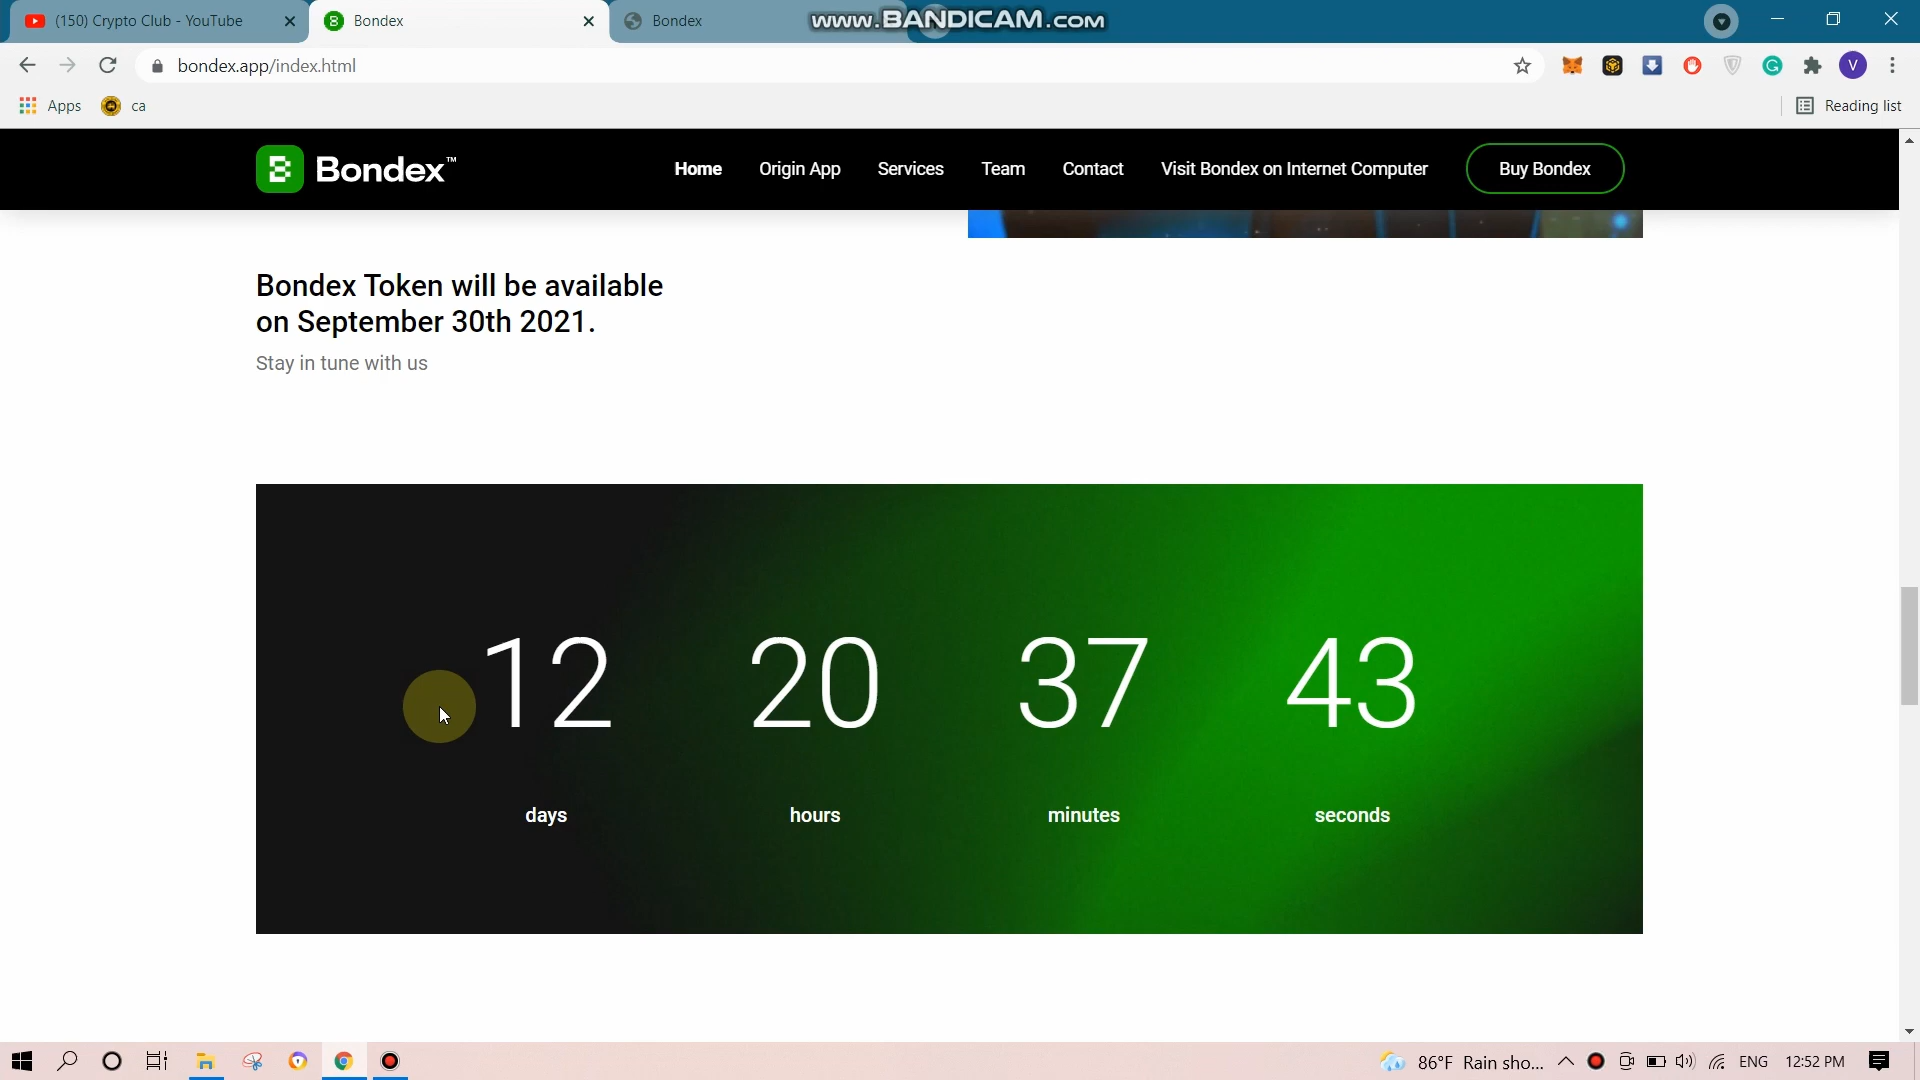 (150) Crypto Club - YouTube
Bondex
Bondex
www.BANDICAM.com
bondex.app/index.html
V
Apps
ca
Reading list
Bondex™
Home
Origin App
Services
Team
Contact
Visit Bondex on Internet Computer
Buy Bondex
Bondex Token will be available
on September 30th 2021.
Stay in tune with us
12
20
37
43
days
hours
minutes
seconds
86°F Rain sho...
ENG
12:52 PM